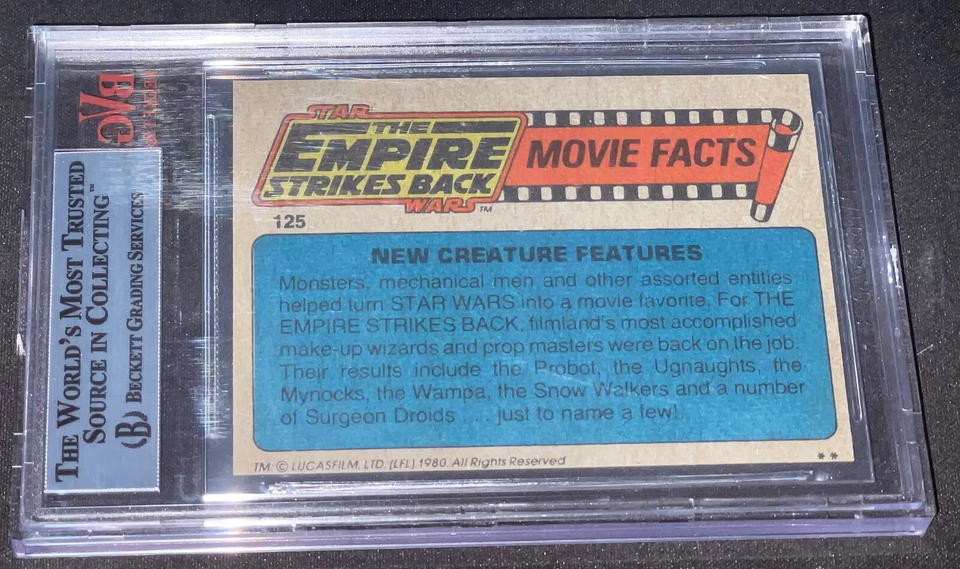 BVG
THE WORLD'S MOST TRUSTED
SOURCE IN COLLECTING™
BECKETT GRADING SERVICES
STAR
THE
EMPIRE
STRIKES BACK
WARS™
MOVIE FACTS
125
NEW CREATURE FEATURES
Monsters, mechanical men and other assorted entities
helped turn STAR WARS into a movie favorite. For THE
EMPIRE STRIKES BACK, filmland's most accomplished
make-up wizards and prop masters were back on the job.
Their results include the Probot, the Ugnaughts, the
Mynocks, the Wampa, the Snow Walkers and a number
of Surgeon Droids . . . just to name a few!
TM: © LUCASFILM, LTD. (LFL) 1980 All Rights Reserved
**